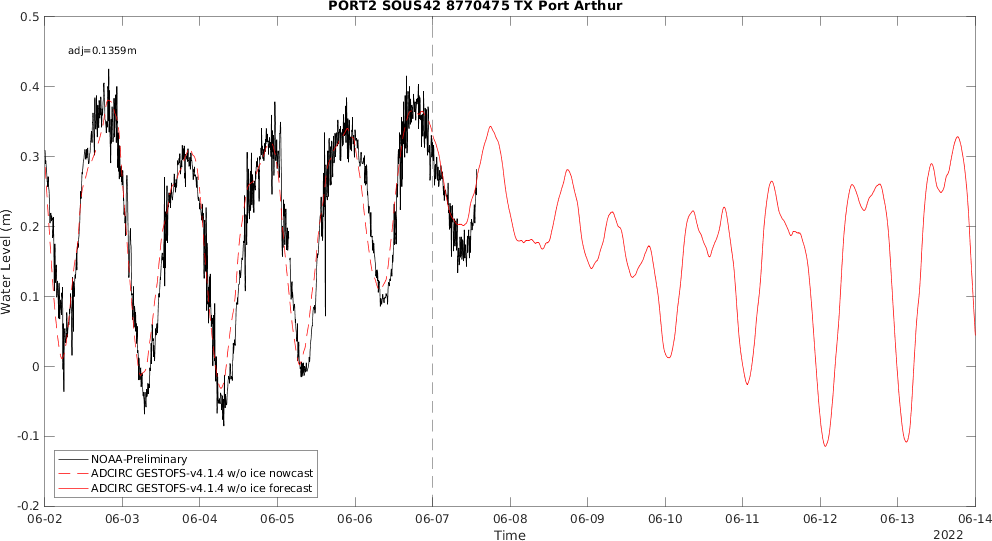 PORT2 SOUS42 8770475 TX Port Arthur
0.5
adj=0.1359m
0.4
0.3
0.2
Water Level (m)
0.1
0
-0.1
NOAA-Preliminary
ADCIRC GESTOFS-v4.1.4 w/o ice nowcast
ADCIRC GESTOFS-v4.1.4 w/o ice forecast
-0.2
06-02 06-03 06-04 06-05 06-06 06-07 06-08 06-09 06-10 06-11 06-12 06-13 06-14
Time
2022